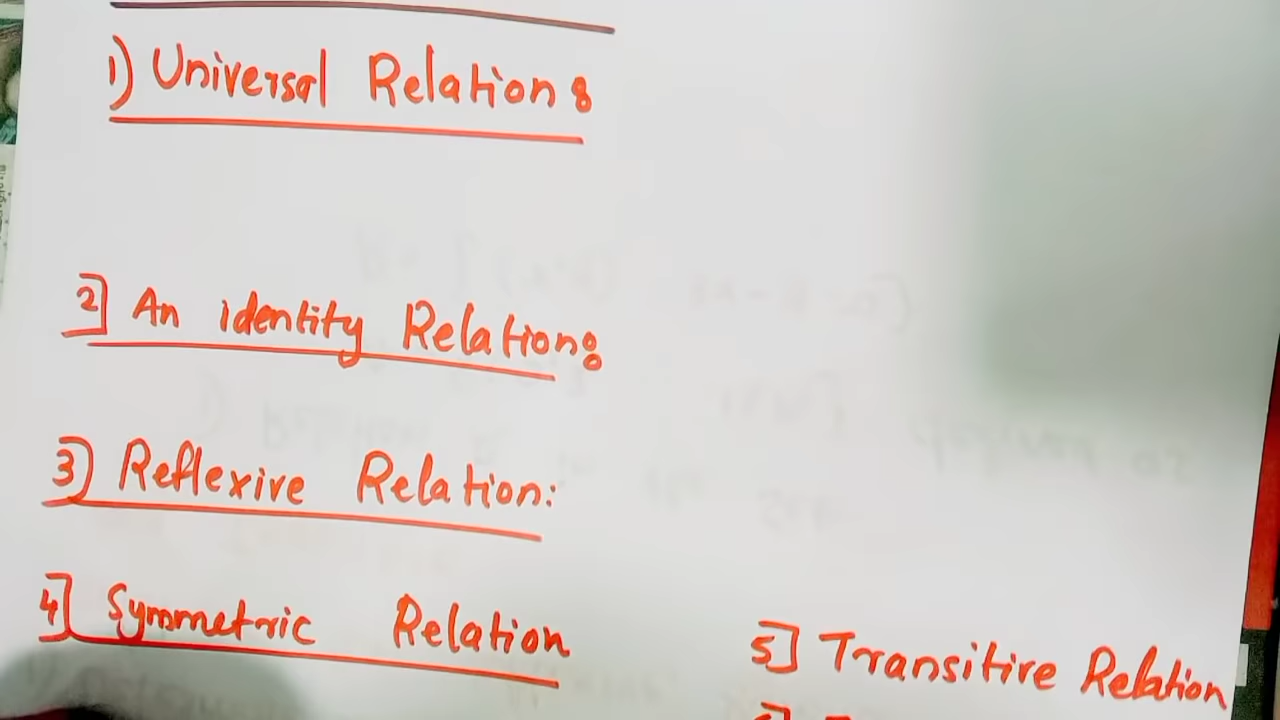 1) Universal Relation :
2] An identity Relation:
3) Reflexive Relation:
4] Symmetric Relation
5] Transitive Relation